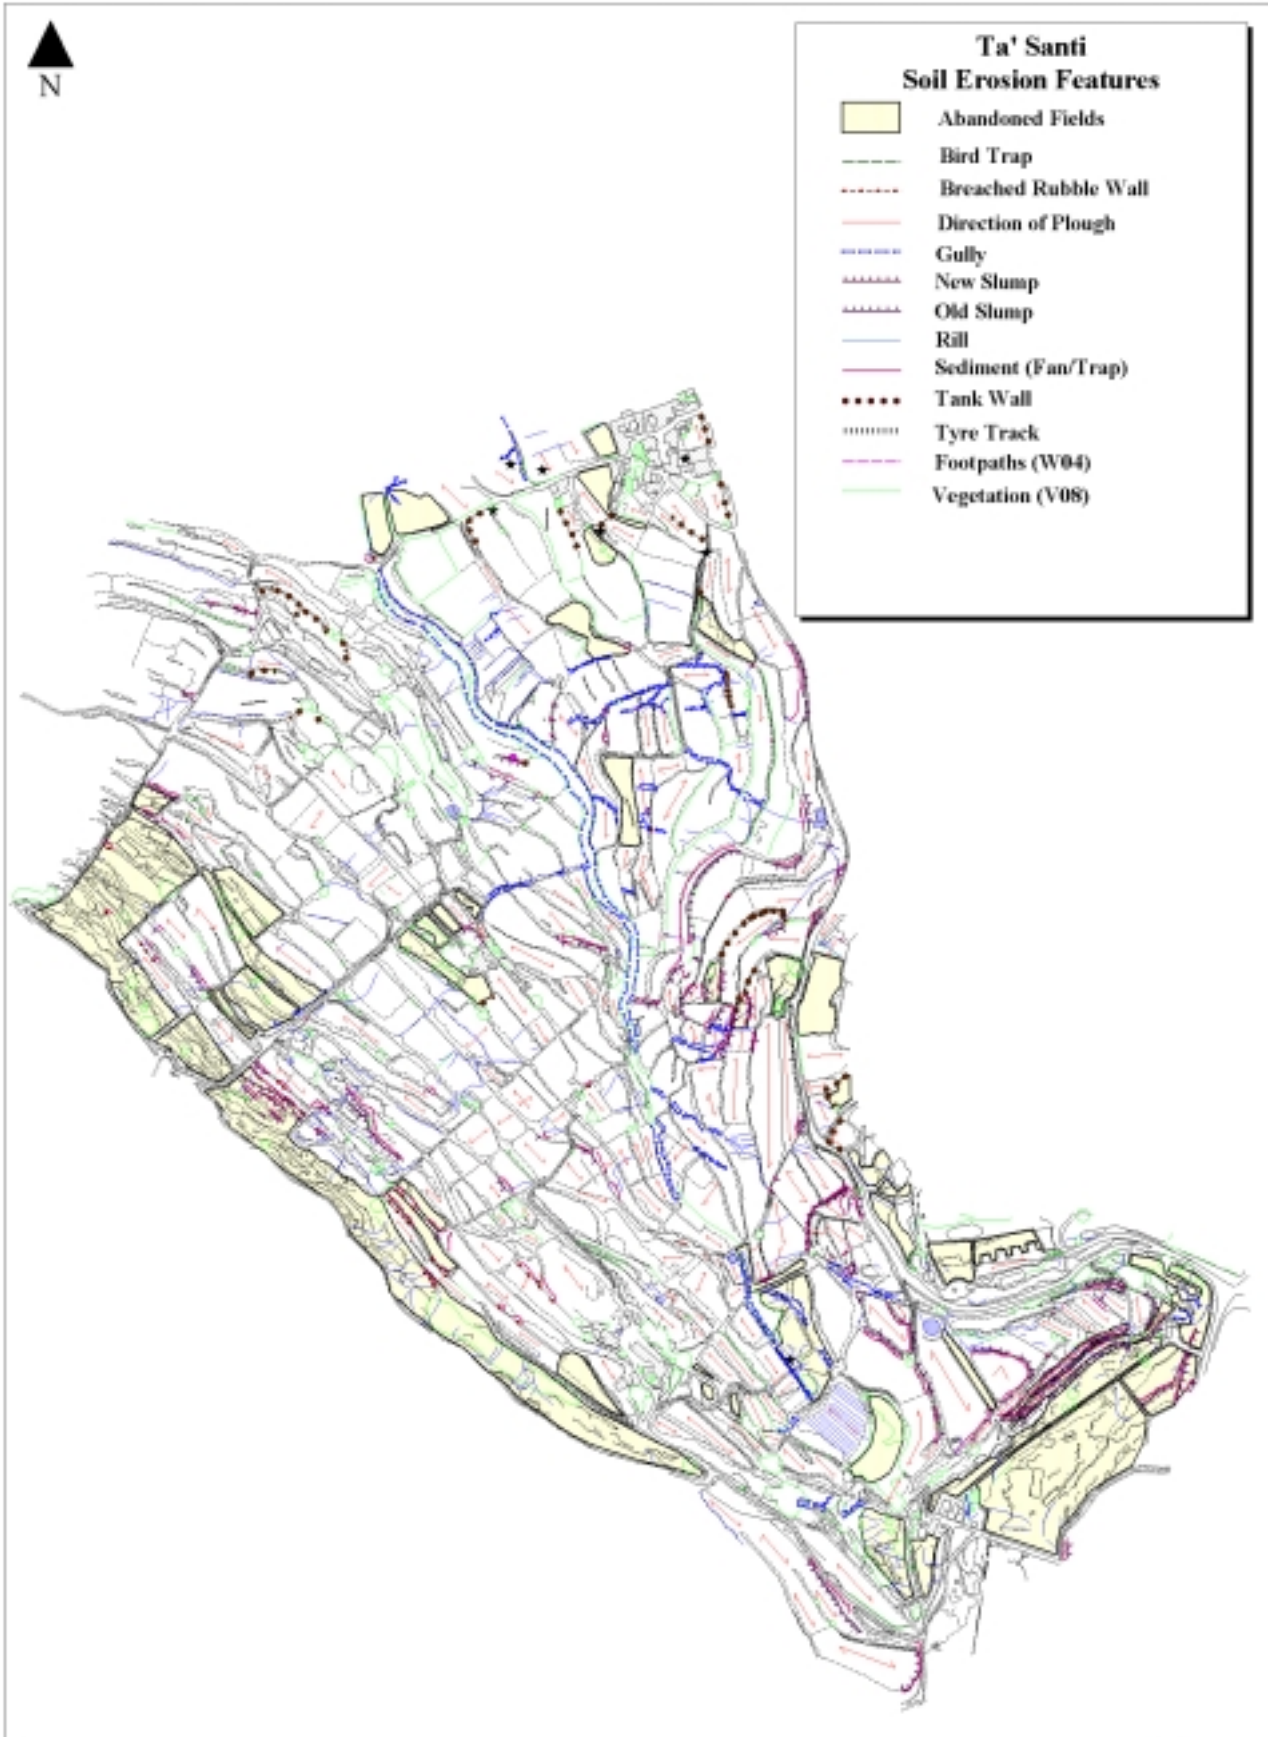 N
Ta' Santi
Soil Erosion Features
Abandoned Fields
Bird Trap
Breached Rubble Wall
Direction of Plough
Gully
New Slump
Old Slump
Rill
Sediment (Fan/Trap)
Tank Wall
Tyre Track
Footpaths (W04)
Vegetation (V08)